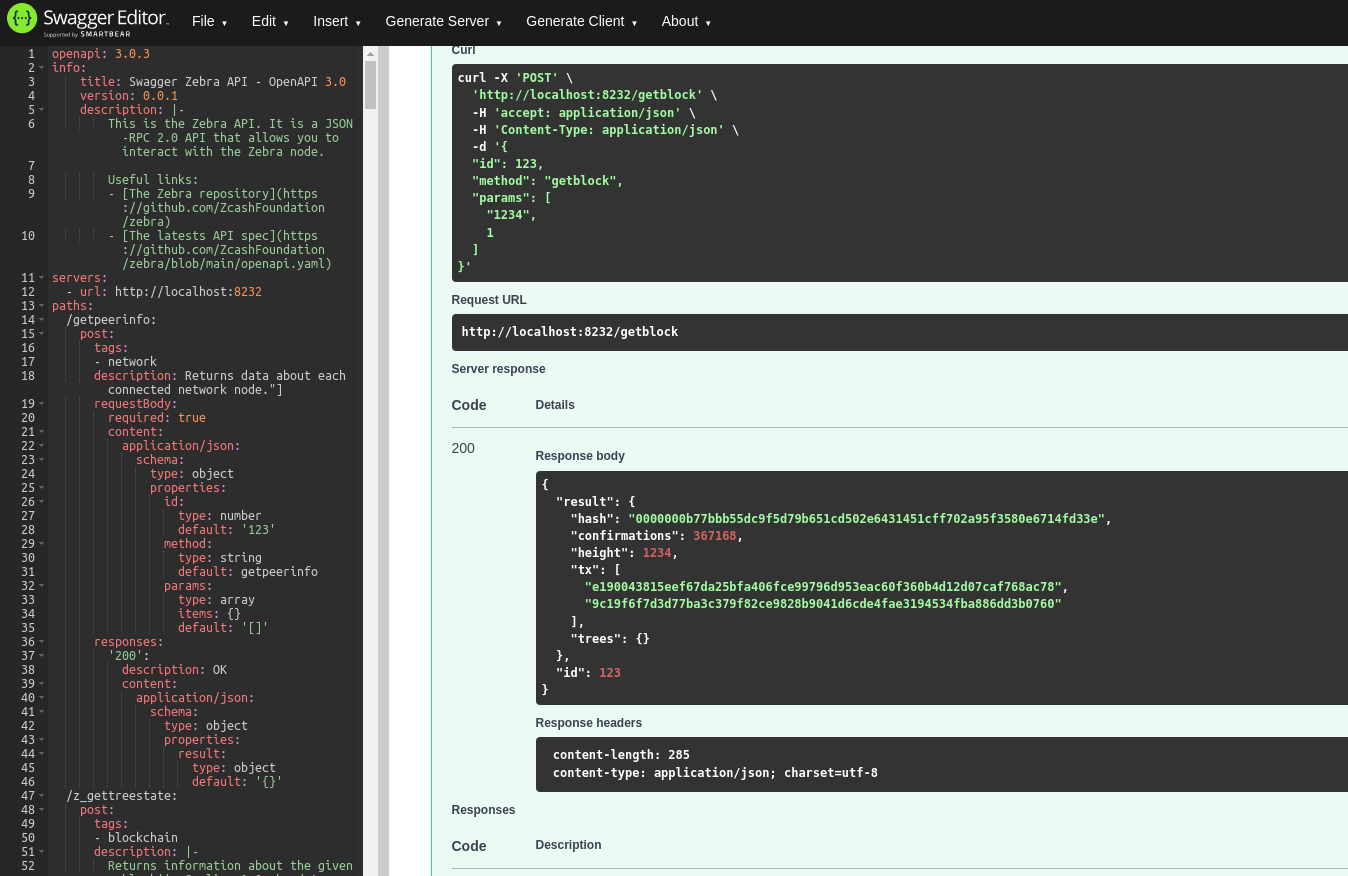 Swagger Editor
Supported by SMARTBEAR
File Edit Insert Generate Server Generate Client About
1 openapi: 3.0.3
2 info:
3 title: Swagger Zebra API - OpenAPI 3.0
4 version: 0.0.1
5 description: |-
6 This is the Zebra API. It is a JSON
-RPC 2.0 API that allows you to
interact with the Zebra node.
7
8 Useful links:
9 - [The Zebra repository](https
://github.com/ZcashFoundation
/zebra)
10 - [The latests API spec](https
://github.com/ZcashFoundation
/zebra/blob/main/openapi.yaml)
11 servers:
12 - url: http://localhost:8232
13 paths:
14 /getpeerinfo:
15 post:
16 tags:
17 - network
18 description: Returns data about each
connected network node."]
19 requestBody:
20 required: true
21 content:
22 application/json:
23 schema:
24 type: object
25 properties:
26 id:
27 type: number
28 default: '123'
29 method:
30 type: string
31 default: getpeerinfo
32 params:
33 type: array
34 items: {}
35 default: '[]'
36 responses:
37 '200':
38 description: OK
39 content:
40 application/json:
41 schema:
42 type: object
43 properties:
44 result:
45 type: object
46 default: '{}'
47 /z_gettreestate:
48 post:
49 tags:
50 - blockchain
51 description: |-
52 Returns information about the given
Curl
curl -X 'POST' \
'http://localhost:8232/getblock' \
-H 'accept: application/json' \
-H 'Content-Type: application/json' \
-d '{
"id": 123,
"method": "getblock",
"params": [
"1234",
1
]
}'
Request URL
http://localhost:8232/getblock
Server response
Code Details
200
Response body
{
"result": {
"hash": "0000000b77bbb55dc9f5d79b651cd502e6431451cff702a95f3580e6714fd33e",
"confirmations": 367168,
"height": 1234,
"tx": [
"e190043815eef67da25bfa406fce99796d953eac60f360b4d12d07caf768ac78",
"9c19f6f7d3d77ba3c379f82ce9828b9041d6cde4fae3194534fba886dd3b0760"
],
"trees": {}
},
"id": 123
}
Response headers
content-length: 285
content-type: application/json; charset=utf-8
Responses
Code Description